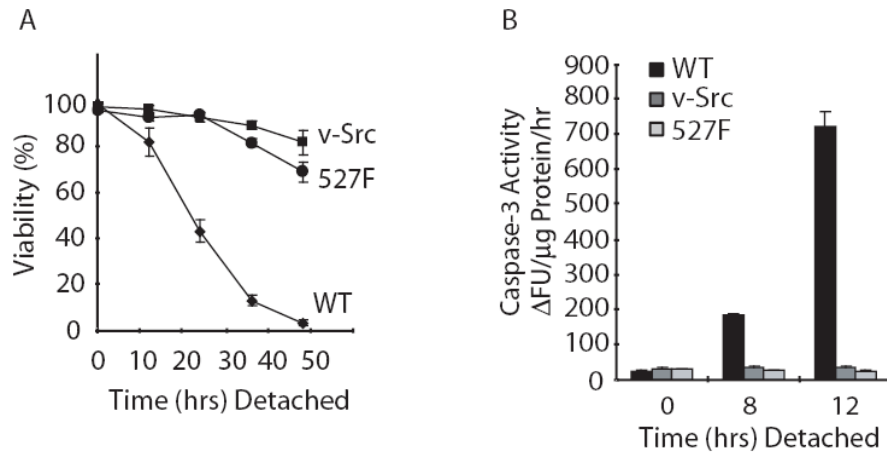 A
Viability (%)
100
80
60
40
20
0
v-Src
527F
WT
0 10 20 30 40 50
Time (hrs) Detached
B
Caspase-3 Activity
ΔFU/µg Protein/hr
900
800
700
600
500
400
300
200
100
0
WT
v-Src
527F
0 8 12
Time (hrs) Detached